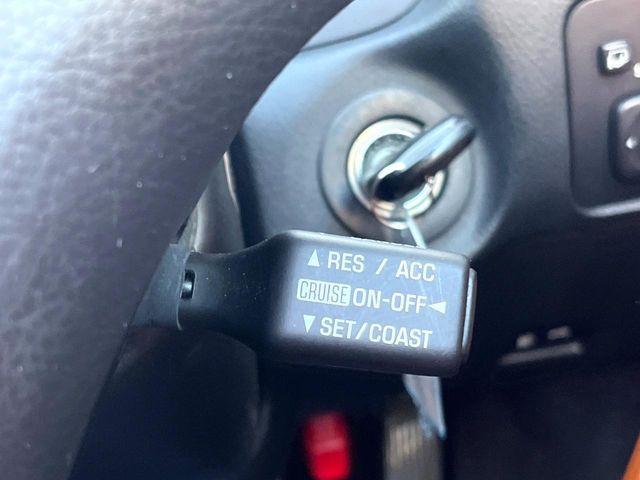 ▲ RES / ACC
CRUISE ON-OFF ◄
▼ SET/COAST